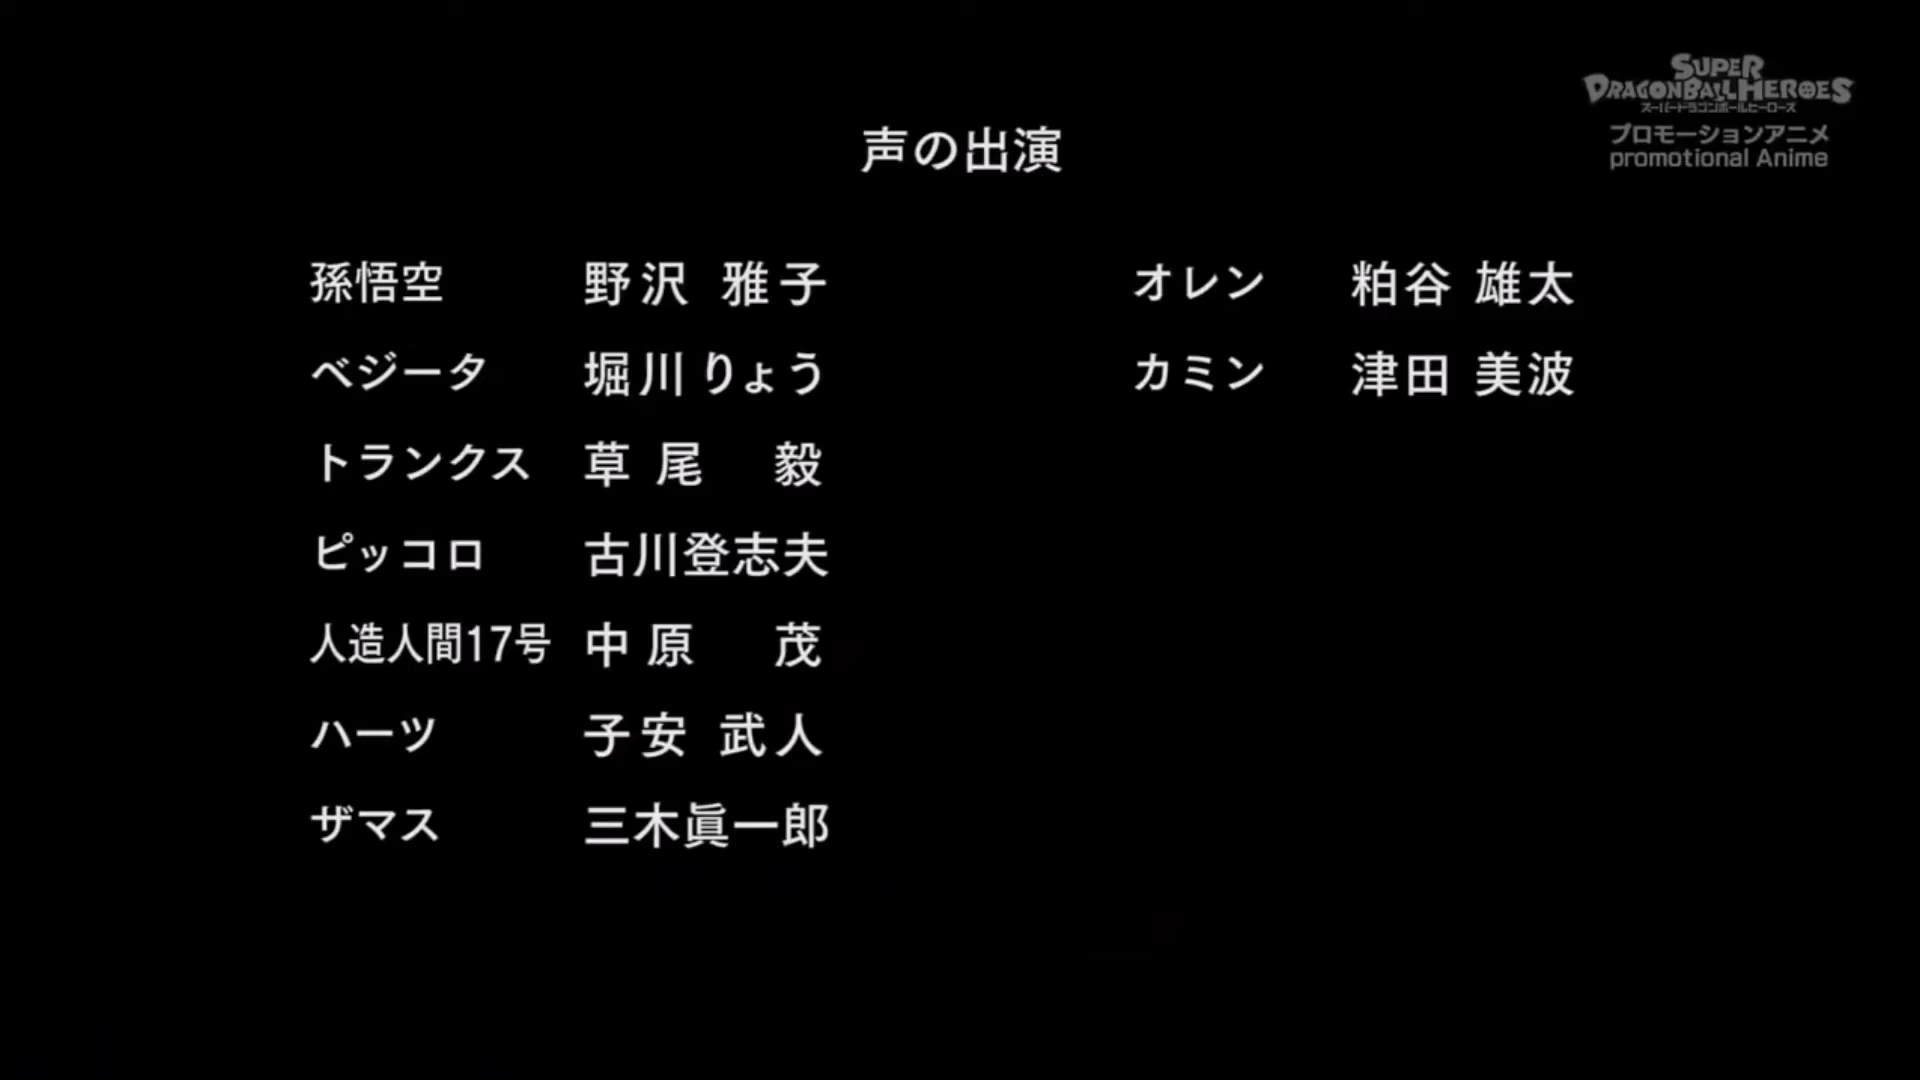 SUPER
DRAGONBALL HEROES
スーパードラゴンボールヒーローズ
プロモーションアニメ
promotional Anime
声の出演
孫悟空 野沢 雅子
ベジータ 堀川りょう
トランクス 草尾 毅
ピッコロ 古川登志夫
人造人間17号 中原 茂
ハーツ 子安 武人
ザマス 三木眞一郎
オレン 粕谷 雄太
カミン 津田 美波